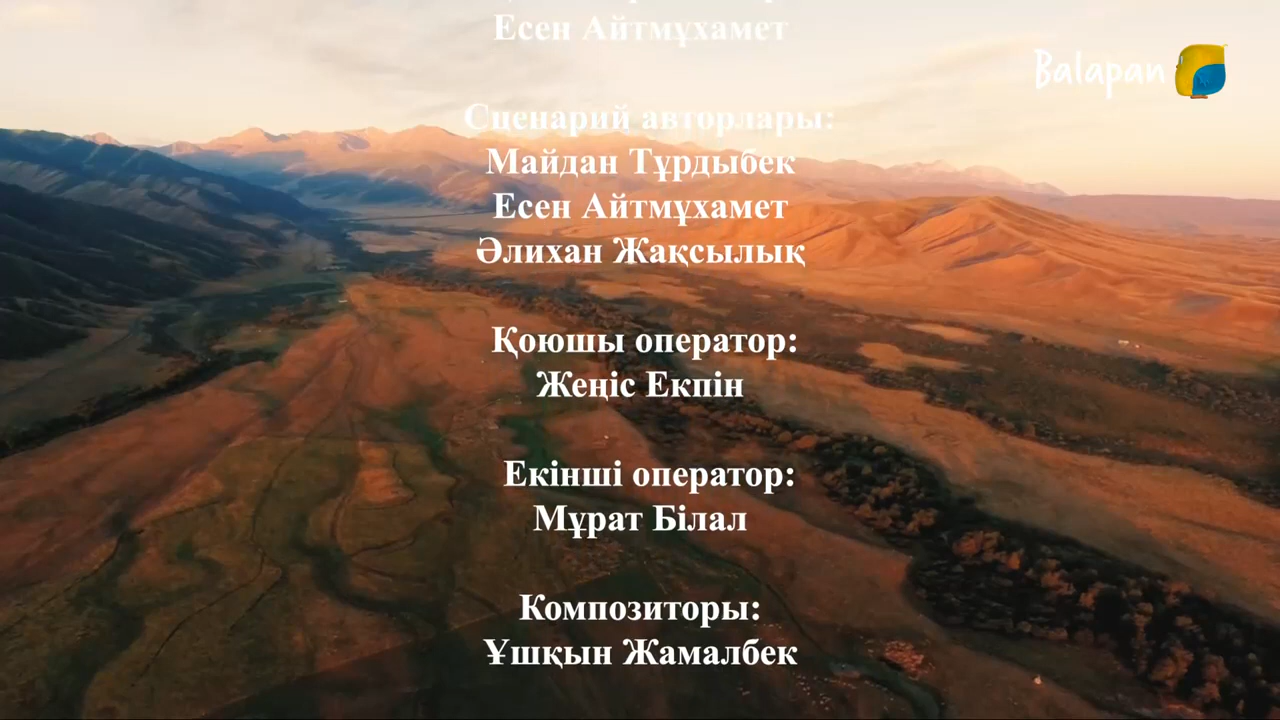 Есен Айтмұхамет
Balapan
Сценарий авторлары:
Майдан Тұрдыбек
Есен Айтмұхамет
Әлихан Жақсылық
Қоюшы оператор:
Жеңіс Екпін
Екінші оператор:
Мұрат Білал
Композиторы:
Ұшқын Жамалбек